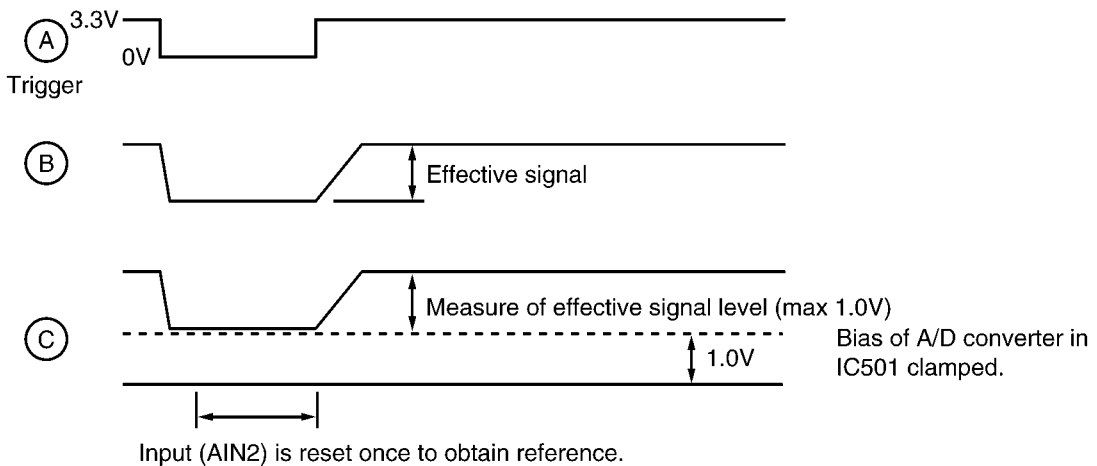 3.3V
A
0V
Trigger
B
Effective signal
Measure of effective signal level (max 1.0V)
C
Bias of A/D converter in
1.0V
IC501 clamped.
Input (AIN2) is reset once to obtain reference.